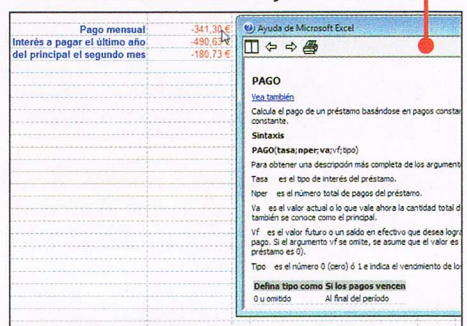 Pago mensual -341,30 €
Interés a pagar el último año -490,63 €
del principal el segundo mes -180,73 €
Ayuda de Microsoft Excel
PAGO
Vea también
Calcula el pago de un préstamo basándose en pagos constan
constante.
Sintaxis
PAGO(tasa;nper;va;vf;tipo)
Para obtener una descripción más completa de los argument
Tasa es el tipo de interés del préstamo.
Nper es el número total de pagos del préstamo.
Va es el valor actual o lo que vale ahora la cantidad total d
también se conoce como el principal.
Vf es el valor futuro o un saldo en efectivo que desea logra
pago. Si el argumento vf se omite, se asume que el valor es
préstamo es 0).
Tipo es el número 0 (cero) ó 1 e indica el vencimiento de los
Defina tipo como Si los pagos vencen
0 u omitido Al final del período